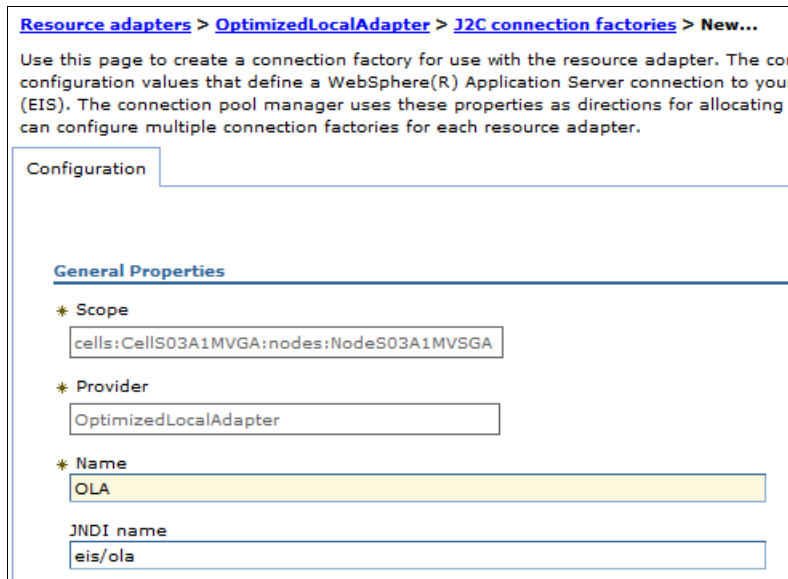 Resource adapters > OptimizedLocalAdapter > J2C connection factories > New...
Use this page to create a connection factory for use with the resource adapter. The
configuration values that define a WebSphere(R) Application Server connection to
(EIS). The connection pool manager uses these properties as directions for allocating
can configure multiple connection factories for each resource adapter.
Configuration
General Properties
* Scope
cells:CellS03A1MVGA:nodes:NodeS03A1MVSGA
* Provider
OptimizedLocalAdapter
* Name
OLA
JNDI name
eis/ola